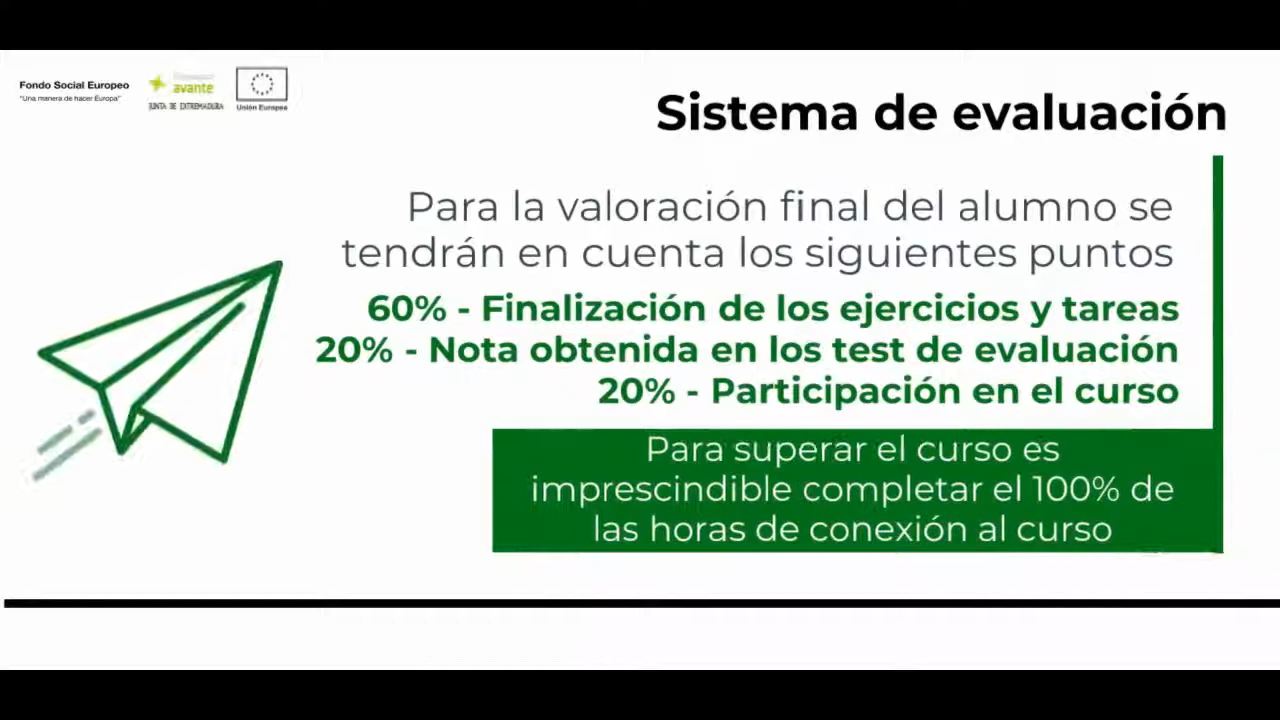 Fondo Social Europeo
"Una manera de hacer Europa"
avante
JUNTA DE EXTREMADURA
Unión Europea
Sistema de evaluación
Para la valoración final del alumno se
tendrán en cuenta los siguientes puntos
60% - Finalización de los ejercicios y tareas
20% - Nota obtenida en los test de evaluación
20% - Participación en el curso
Para superar el curso es
imprescindible completar el 100% de
las horas de conexión al curso